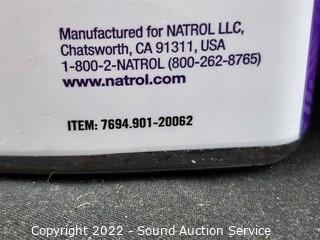 Manufactured for NATROL LLC,
Chatsworth, CA 91311, USA
1-800-2-NATROL (800-262-8765)
www.natrol.com
ITEM: 7694.901-20062
Copyright 2022 - Sound Auction Service